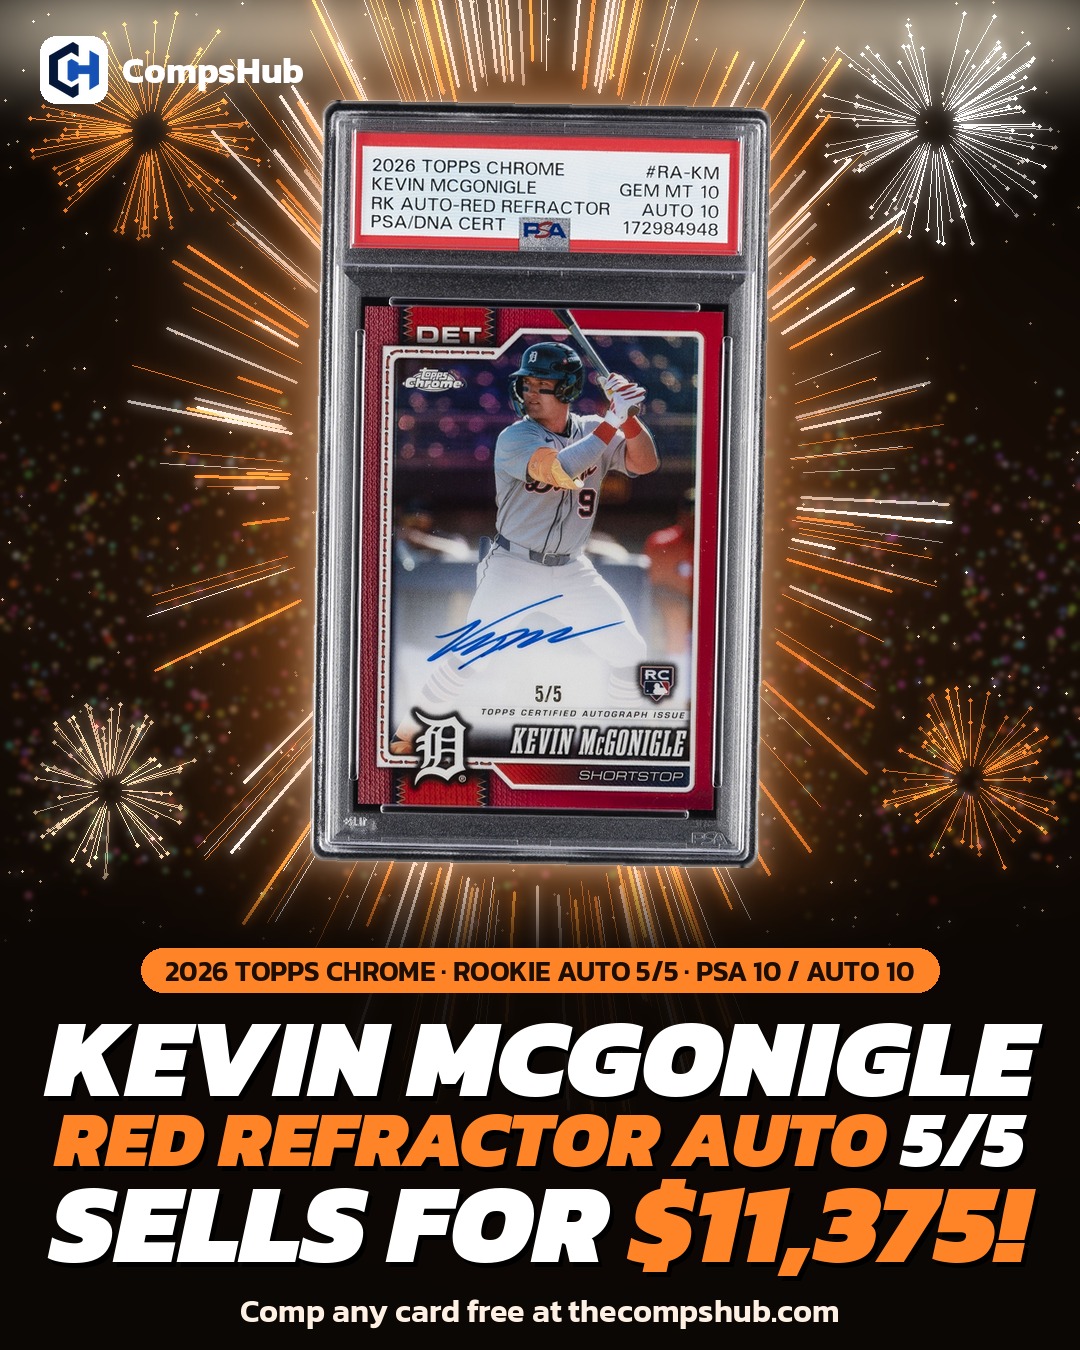 CH CompsHub
2026 TOPPS CHROME #RA-KM
KEVIN MCGONIGLE GEM MT 10
RK AUTO-RED REFRACTOR AUTO 10
PSA/DNA CERT PSA 172984948
DET
Topps Chrome
D
9
5/5
RC
TOPPS CERTIFIED AUTOGRAPH ISSUE
KEVIN McGONIGLE
D ®
SHORTSTOP
PSA
2026 TOPPS CHROME · ROOKIE AUTO 5/5 · PSA 10 / AUTO 10
KEVIN MCGONIGLE
RED REFRACTOR AUTO 5/5
SELLS FOR $11,375!
Comp any card free at thecompshub.com